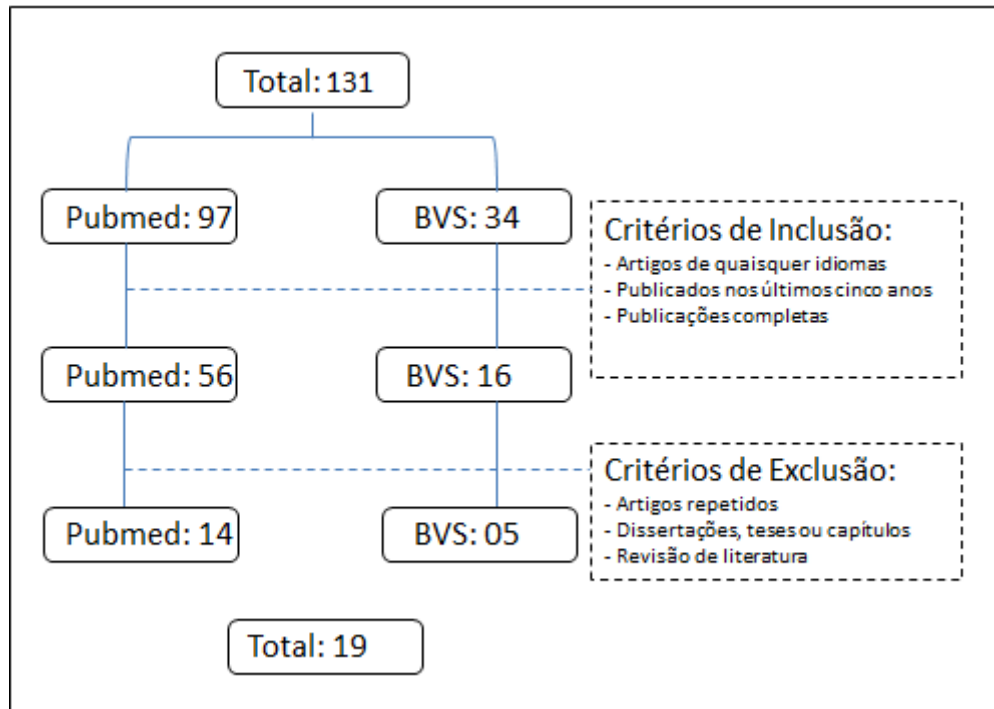 Total: 131
Pubmed: 97
BVS: 34
Critérios de Inclusão:
- Artigos de quaisquer idiomas
- Publicados nos últimos cinco anos
- Publicações completas
Pubmed: 56
BVS: 16
Critérios de Exclusão:
- Artigos repetidos
- Dissertações, teses ou capítulos
- Revisão de literatura
Pubmed: 14
BVS: 05
Total: 19